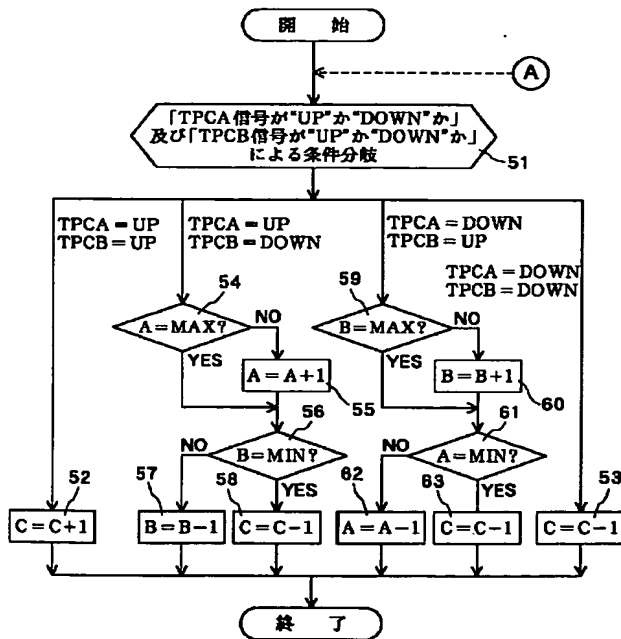 開始
A
「TPCA信号が“UP”か“DOWN”か」
及び「TPCB信号が“UP”か“DOWN”か」
による条件分岐
51
TPCA=UP
TPCB=UP
TPCA=UP
TPCB=DOWN
TPCA=DOWN
TPCB=UP
TPCA=DOWN
TPCB=DOWN
54
A=MAX?
NO
YES
59
B=MAX?
NO
YES
A=A+1
55
B=B+1
60
56
B=MIN?
NO
YES
61
A=MIN?
NO
YES
52
C=C+1
57
B=B-1
58
C=C-1
62
A=A-1
63
C=C-1
53
C=C-1
終了